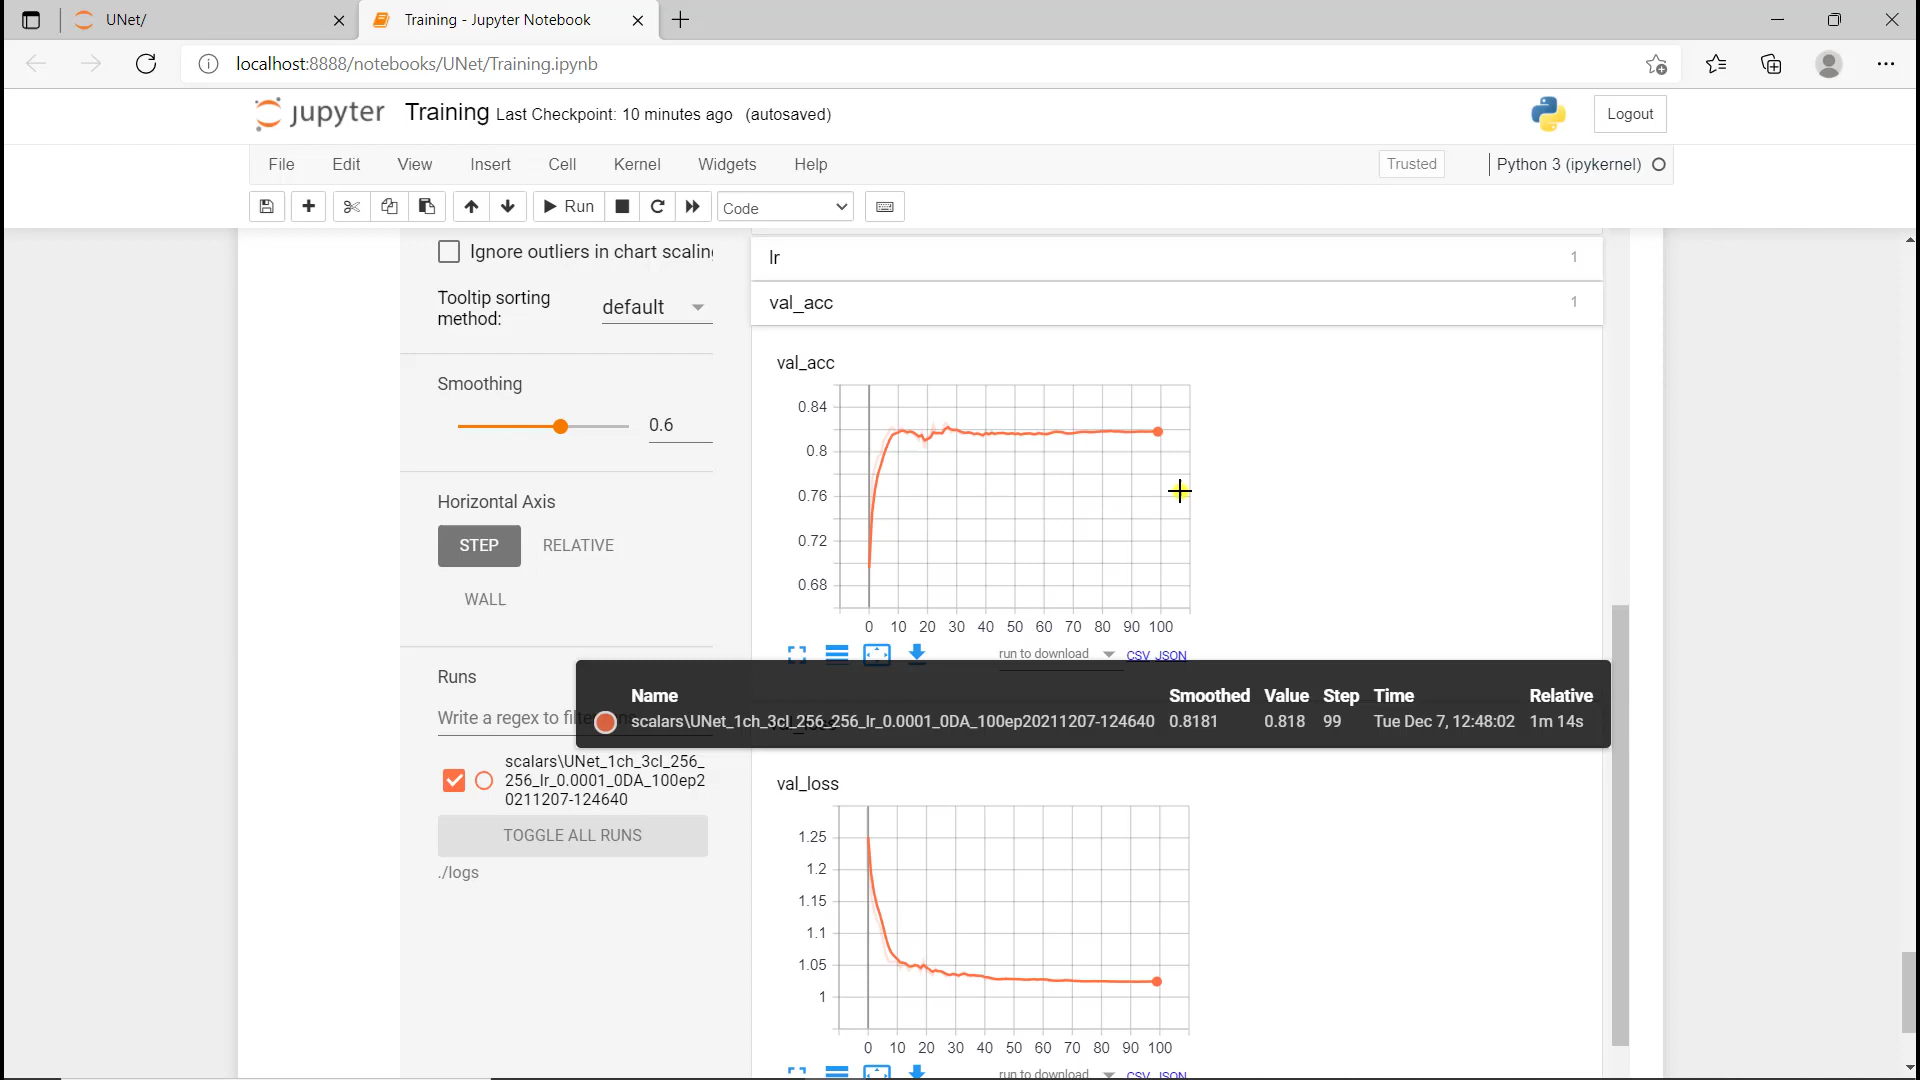 UNet/
Training - Jupyter Notebook
localhost:8888/notebooks/UNet/Training.ipynb
jupyter Training Last Checkpoint: 10 minutes ago (autosaved)
Logout
File Edit View Insert Cell Kernel Widgets Help
Trusted
Python 3 (ipykernel)
Run
Code
Ignore outliers in chart scaling
Tooltip sorting method:
default
Smoothing
0.6
Horizontal Axis
STEP RELATIVE
WALL
Runs
Write a regex to filter
scalars\UNet_1ch_3cl_256_
256_lr_0.0001_0DA_100ep2
0211207-124640
TOGGLE ALL RUNS
./logs
lr 1
val_acc 1
val_acc
0.84
0.8
0.76
0.72
0.68
0 10 20 30 40 50 60 70 80 90 100
run to download CSV JSON
Name Smoothed Value Step Time Relative
scalars\UNet_1ch_3cl_256_256_lr_0.0001_0DA_100ep20211207-124640 0.8181 0.818 99 Tue Dec 7, 12:48:02 1m 14s
val_loss
1.25
1.2
1.15
1.1
1.05
1
0 10 20 30 40 50 60 70 80 90 100
run to download CSV JSON